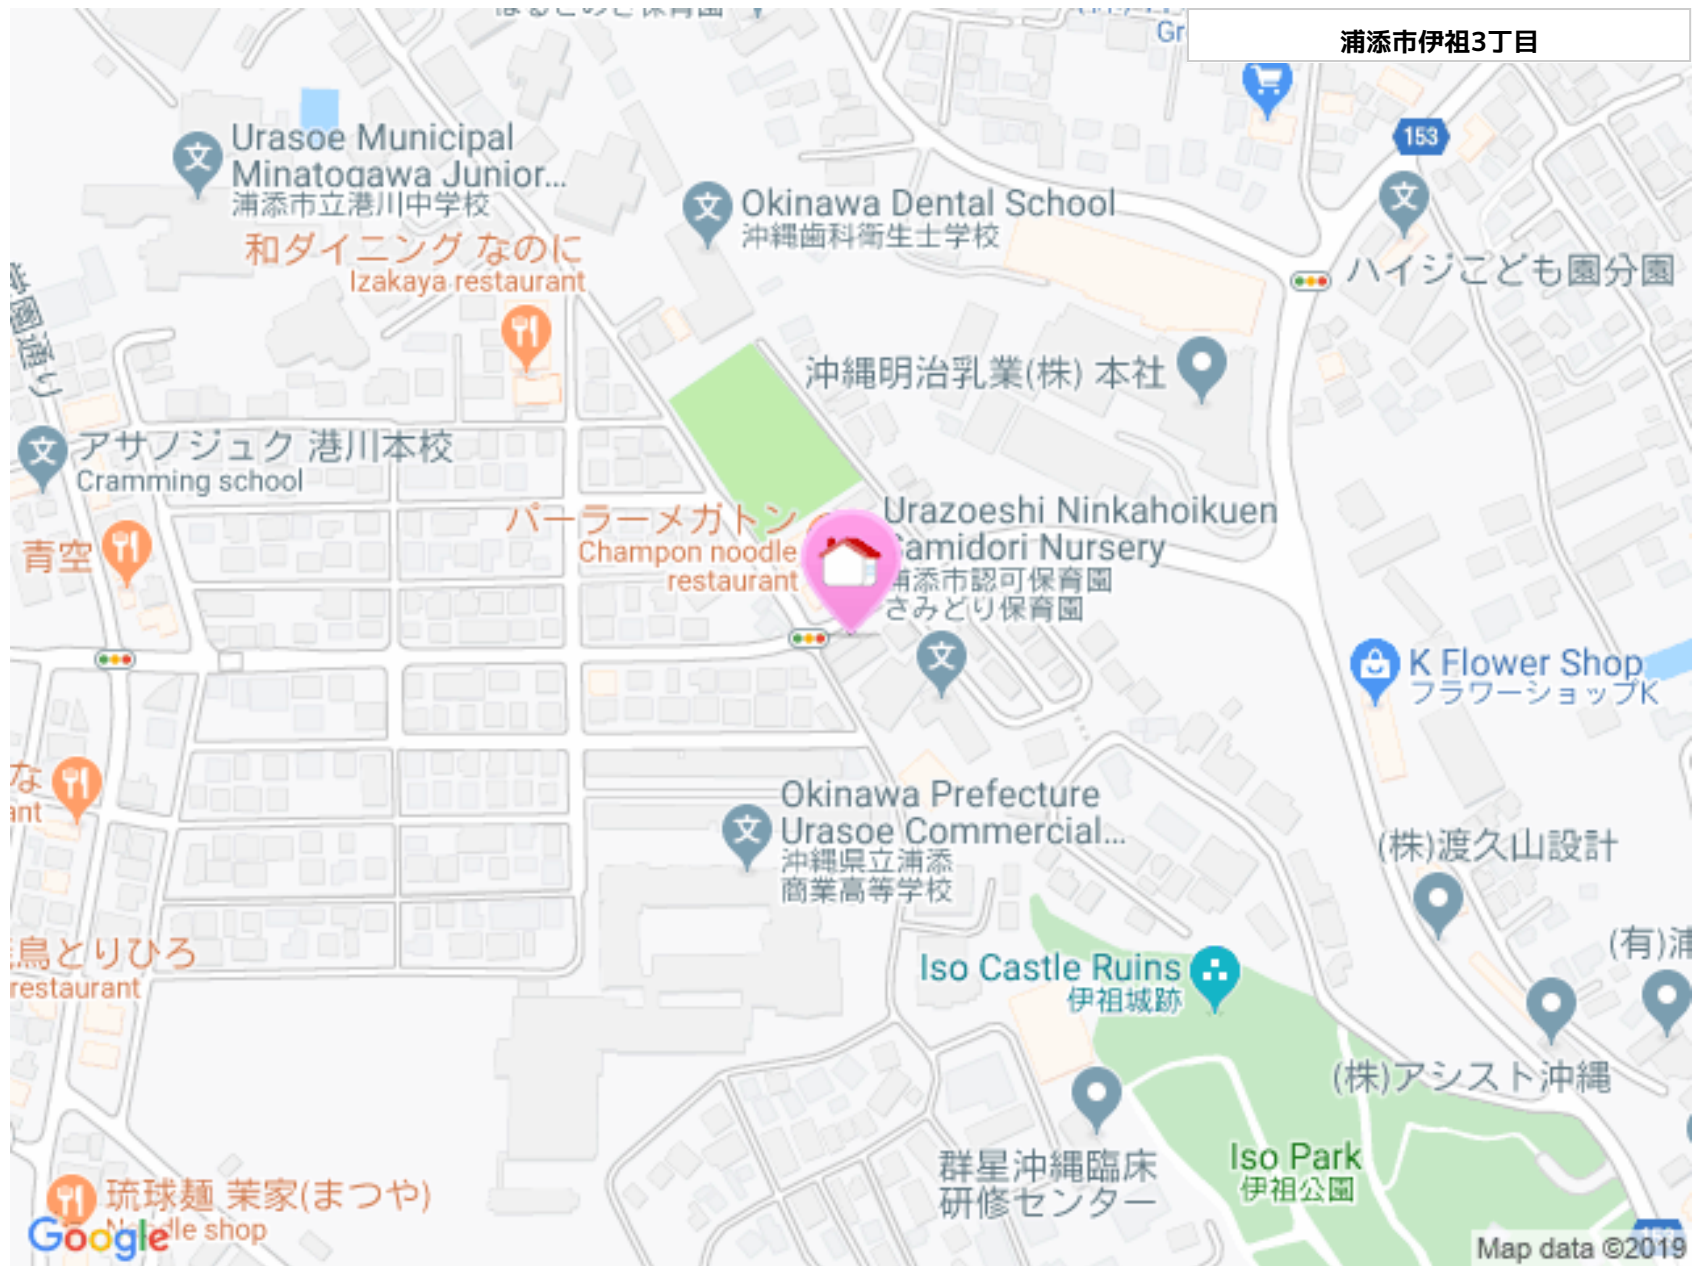 浦添市伊祖3丁目
153
Urasoe Municipal
Minatogawa Junior...
浦添市立港川中学校
Okinawa Dental School
沖縄歯科衛生士学校
和ダイニング なのに
Izakaya restaurant
ハイジこども園分園
学園通り
沖縄明治乳業(株) 本社
アサノジュク 港川本校
Cramming school
パーラーメガトン
Champon noodle
restaurant
Urazoeshi Ninkahoikuen
Samidori Nursery
浦添市認可保育園
さみどり保育園
青空
K Flower Shop
フラワーショップK
な
Okinawa Prefecture
Urasoe Commercial...
沖縄県立浦添
商業高等学校
(株)渡久山設計
鳥とりひろ
restaurant
Iso Castle Ruins
伊祖城跡
(有)浦
(株)アシスト沖縄
群星沖縄臨床
研修センター
Iso Park
伊祖公園
琉球麺 茉家(まつや)
Noodle shop
Google
Map data ©2019